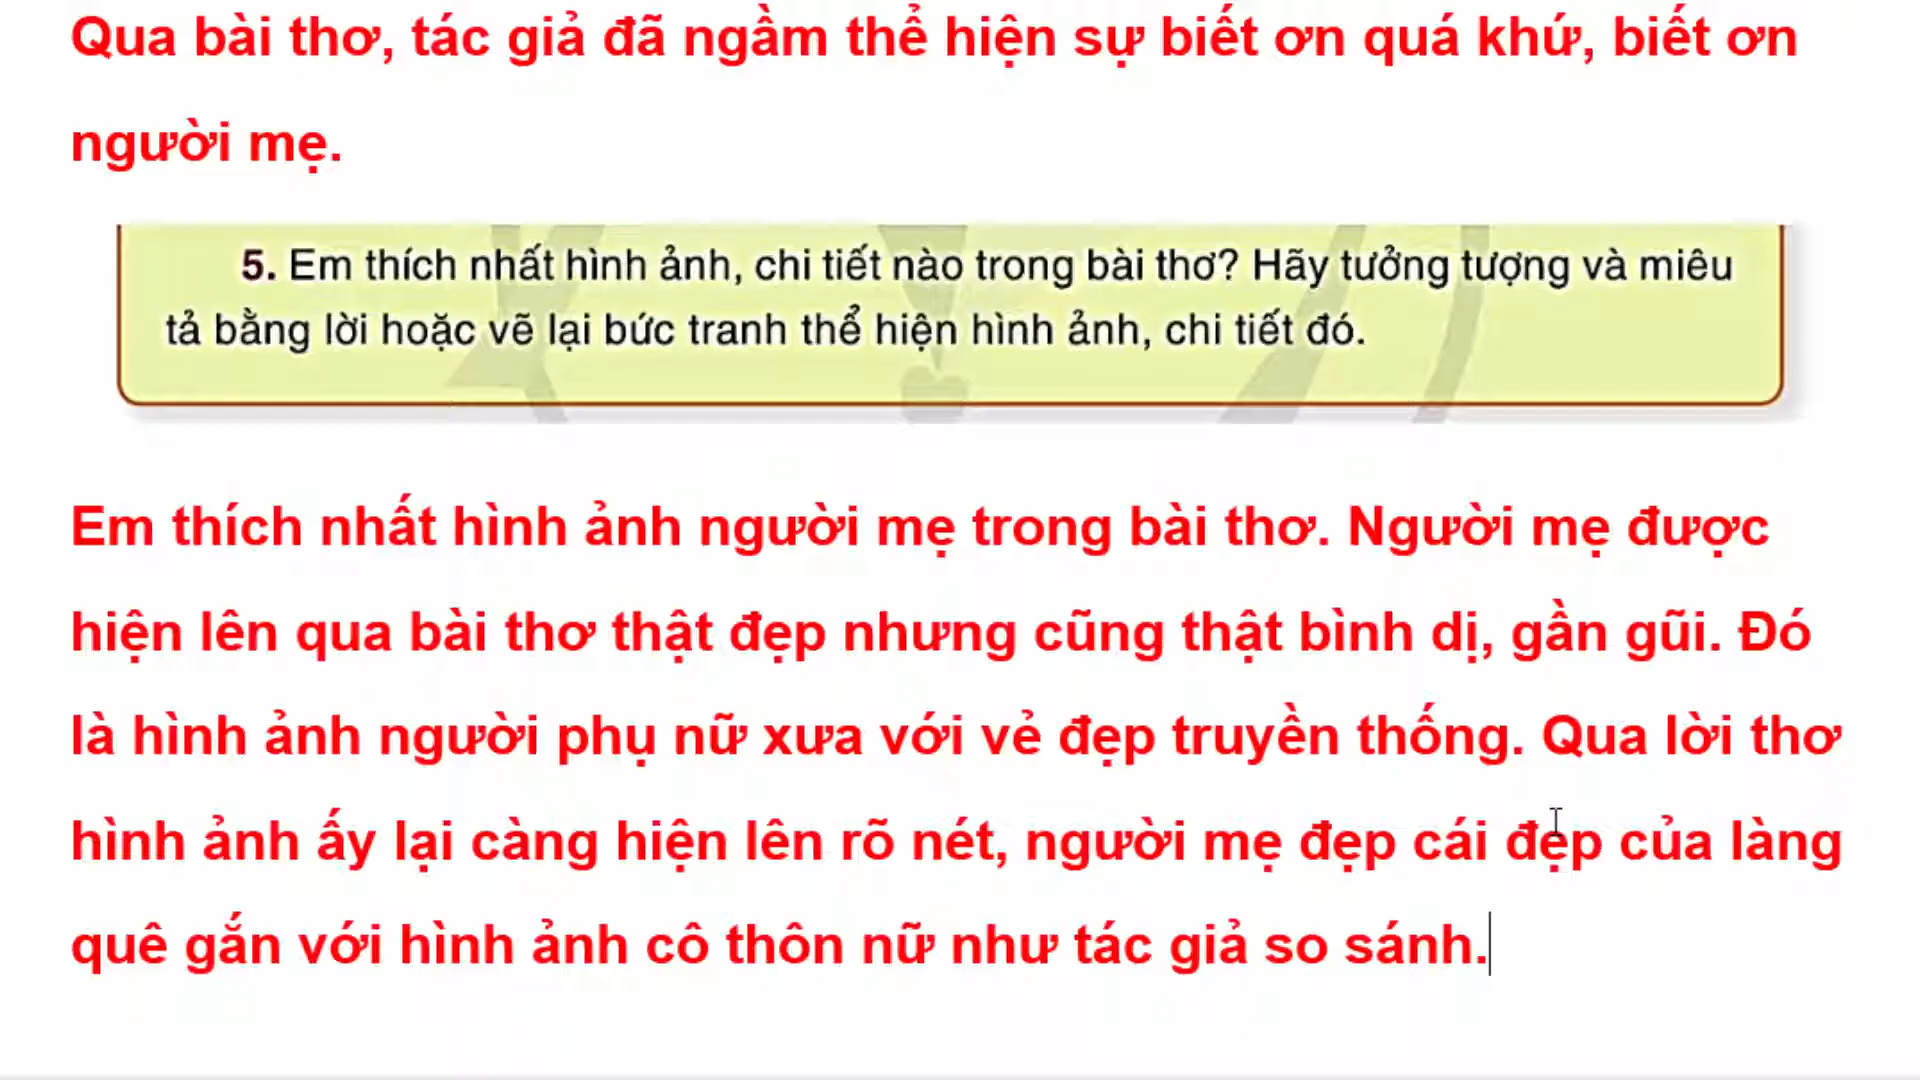 Qua bài thơ, tác giả đã ngầm thể hiện sự biết ơn quá khứ, biết ơn
người mẹ.
5. Em thích nhất hình ảnh, chi tiết nào trong bài thơ? Hãy tưởng tượng và miêu
tả bằng lời hoặc vẽ lại bức tranh thể hiện hình ảnh, chi tiết đó.
Em thích nhất hình ảnh người mẹ trong bài thơ. Người mẹ được
hiện lên qua bài thơ thật đẹp nhưng cũng thật bình dị, gần gũi. Đó
là hình ảnh người phụ nữ xưa với vẻ đẹp truyền thống. Qua lời thơ
hình ảnh ấy lại càng hiện lên rõ nét, người mẹ đẹp cái đẹp của làng
quê gắn với hình ảnh cô thôn nữ như tác giả so sánh.